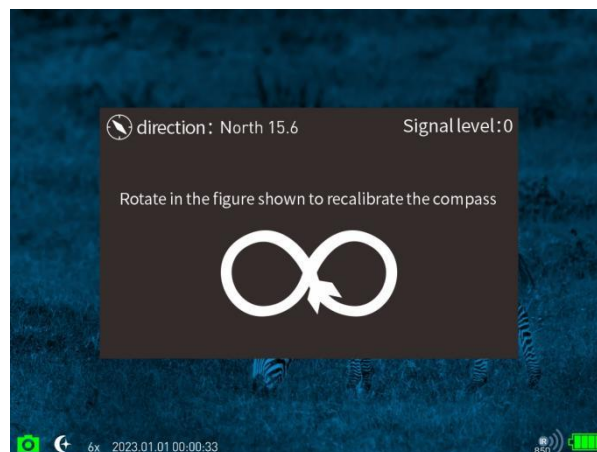 direction: North 15.6
Signal level:0
Rotate in the figure shown to recalibrate the compass
6x 2023.01.01 00:00:33
IR
850